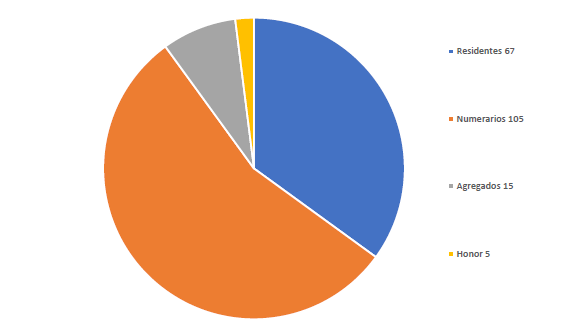 Residentes 67
Numerarios 105
Agregados 15
Honor 5